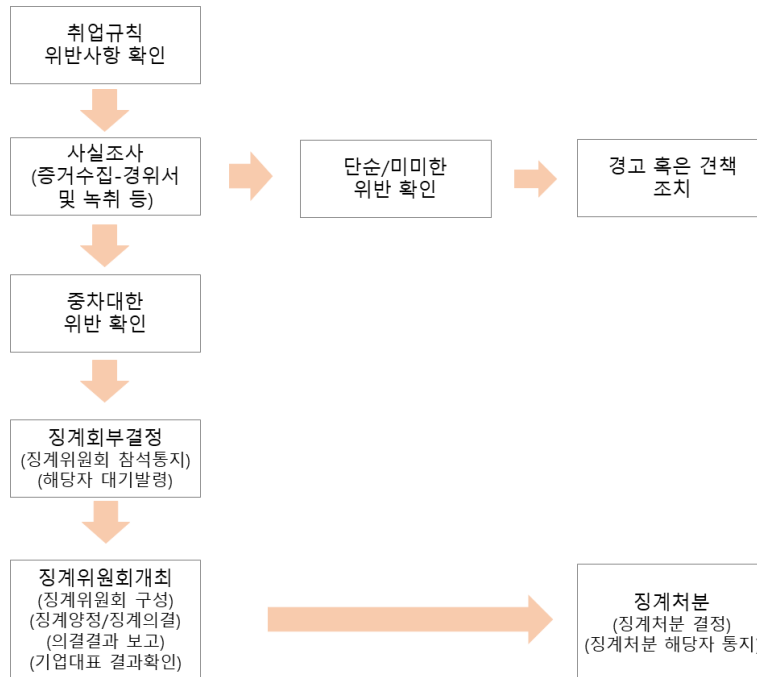 취업규칙
위반사항 확인
사실조사
(증거수집-경위서
및 녹취 등)
단순/미미한
위반 확인
경고 혹은 견책
조치
중차대한
위반 확인
징계회부결정
(징계위원회 참석통지)
(해당자 대기발령)
징계위원회개최
(징계위원회 구성)
(징계양정/징계의결)
(의결결과 보고)
(기업대표 결과확인)
징계처분
(징계처분 결정)
(징계처분 해당자 통지)